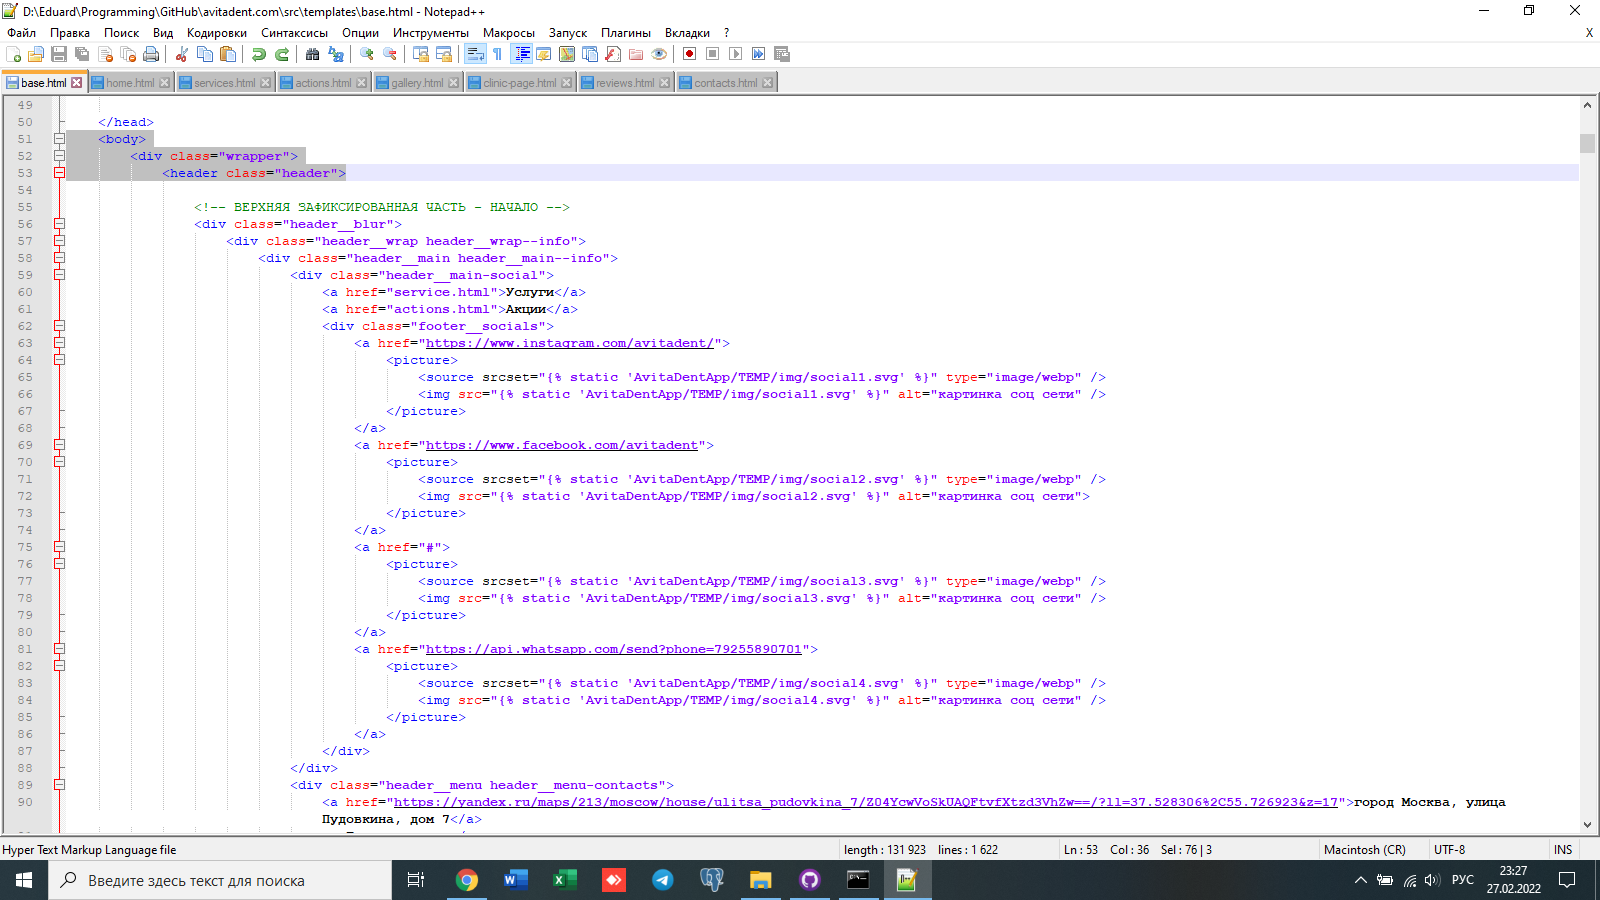 D:\Eduard\Programming\GitHub\avitadent.com\src\templates\base.html - Notepad++
Файл Правка Поиск Вид Кодировки Синтаксисы Опции Инструменты Макросы Запуск Плагины Вкладки ? X
base.html home.html services.html actions.html gallery.html clinic-page.html reviews.html contacts.html
49
50 </head>
51 <body>
52 <div class="wrapper">
53 <header class="header">
54
55 <!-- ВЕРХНЯЯ ЗАФИКСИРОВАННАЯ ЧАСТЬ - НАЧАЛО -->
56 <div class="header__blur">
57 <div class="header__wrap header__wrap--info">
58 <div class="header__main header__main--info">
59 <div class="header__main-social">
60 <a href="service.html">Услуги</a>
61 <a href="actions.html">Акции</a>
62 <div class="footer__socials">
63 <a href="https://www.instagram.com/avitadent/">
64 <picture>
65 <source srcset="{% static 'AvitaDentApp/TEMP/img/social1.svg' %}" type="image/webp" />
66 <img src="{% static 'AvitaDentApp/TEMP/img/social1.svg' %}" alt="картинка соц сети" />
67 </picture>
68 </a>
69 <a href="https://www.facebook.com/avitadent">
70 <picture>
71 <source srcset="{% static 'AvitaDentApp/TEMP/img/social2.svg' %}" type="image/webp" />
72 <img src="{% static 'AvitaDentApp/TEMP/img/social2.svg' %}" alt="картинка соц сети">
73 </picture>
74 </a>
75 <a href="#">
76 <picture>
77 <source srcset="{% static 'AvitaDentApp/TEMP/img/social3.svg' %}" type="image/webp" />
78 <img src="{% static 'AvitaDentApp/TEMP/img/social3.svg' %}" alt="картинка соц сети" />
79 </picture>
80 </a>
81 <a href="https://api.whatsapp.com/send?phone=79255890701">
82 <picture>
83 <source srcset="{% static 'AvitaDentApp/TEMP/img/social4.svg' %}" type="image/webp" />
84 <img src="{% static 'AvitaDentApp/TEMP/img/social4.svg' %}" alt="картинка соц сети" />
85 </picture>
86 </a>
87 </div>
88 </div>
89 <div class="header__menu header__menu-contacts">
90 <a href="https://yandex.ru/maps/213/moscow/house/ulitsa_pudovkina_7/Z04YcwVoSkUAQFtvfXtzd3VhZw==/?ll=37.528306%2C55.726923&z=17">город Москва, улица
Пудовкина, дом 7</a>
Hyper Text Markup Language file length : 131 923 lines : 1 622 Ln : 53 Col : 36 Sel : 76 | 3 Macintosh (CR) UTF-8 INS
Введите здесь текст для поиска
РУС
23:27
27.02.2022